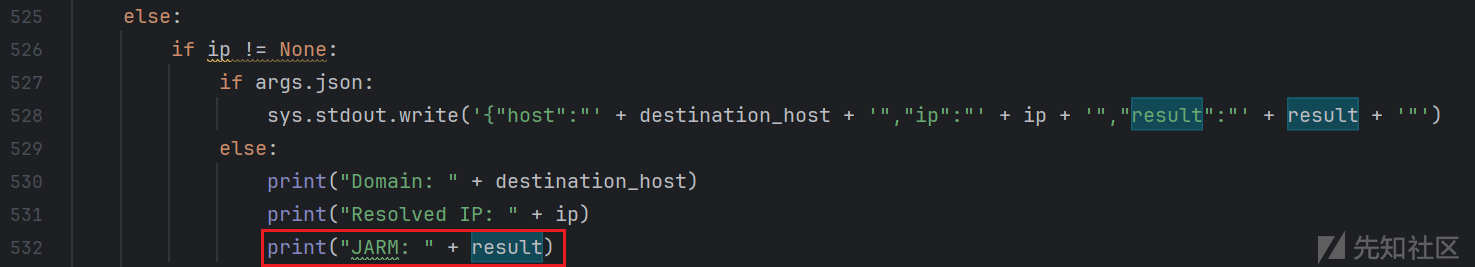 525 else:
526 if ip != None:
527 if args.json:
528 sys.stdout.write('{"host":"' + destination_host + '","ip":"' + ip + '","result":"' + result + '"')
529 else:
530 print("Domain: " + destination_host)
531 print("Resolved IP: " + ip)
532 print("JARM: " + result)
先知社区